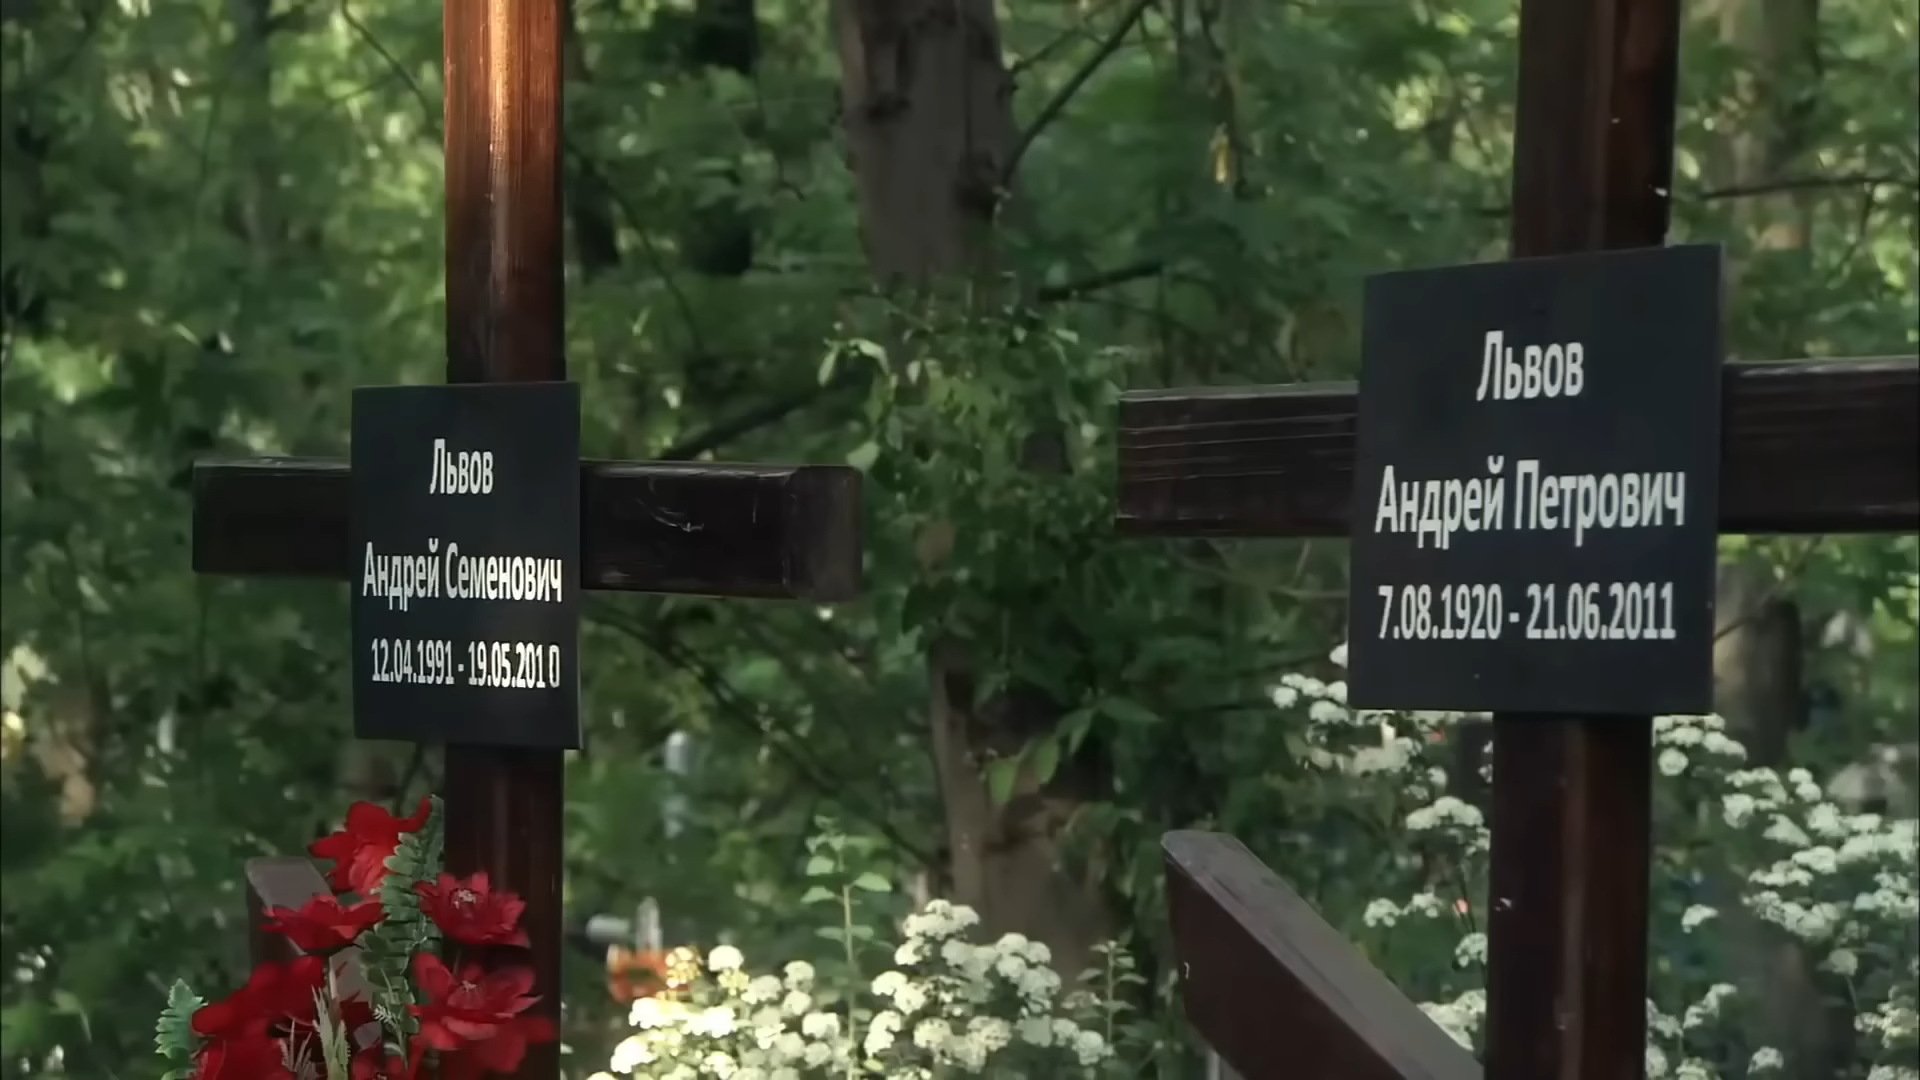 Львов
Андрей Семенович
12.04.1991 - 19.05.2010
Львов
Андрей Петрович
7.08.1920 - 21.06.2011